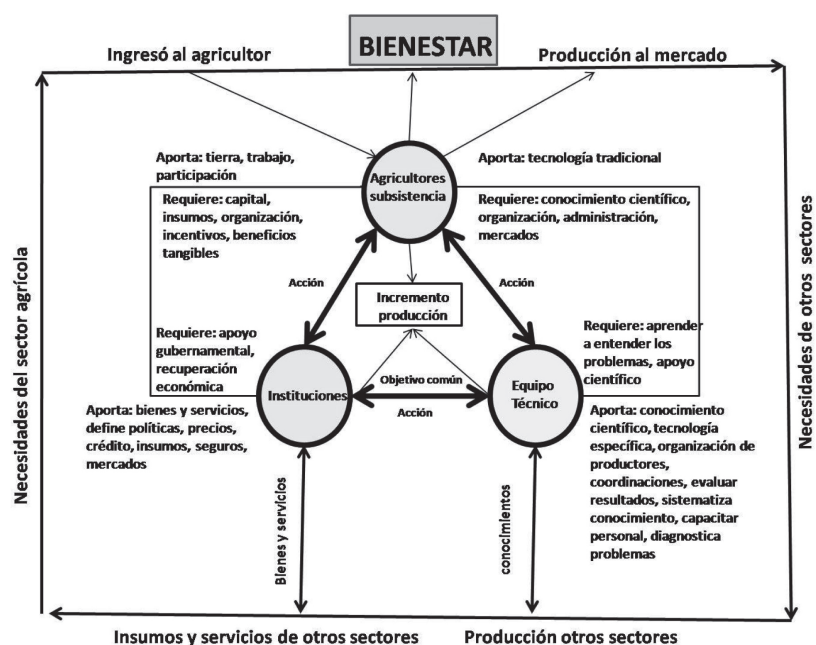 BIENESTAR
Ingresó al agricultor
Producción al mercado
Necesidades del sector agrícola
Necesidades de otros sectores
Aporta: tierra, trabajo,
participación
Agricultores
subsistencia
Aporta: tecnología tradicional
Requiere: capital,
insumos, organización,
incentivos, beneficios
tangibles
Requiere: conocimiento científico,
organización, administración,
mercados
Acción
Incremento
producción
Acción
Requiere: apoyo
gubernamental,
recuperación
económica
Instituciones
Objetivo común
Acción
Equipo
Técnico
Requiere: aprender
a entender los
problemas, apoyo
científico
Aporta: bienes y servicios,
define políticas, precios,
crédito, insumos, seguros,
mercados
Aporta: conocimiento
científico, tecnología
específica, organización de
productores,
coordinaciones, evaluar
resultados, sistematiza
conocimiento, capacitar
personal, diagnostica
problemas
Bienes y servicios
conocimientos
Insumos y servicios de otros sectores
Producción otros sectores